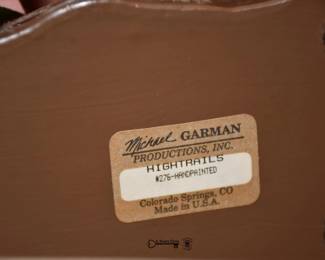 Michael GARMAN
PRODUCTIONS, INC.
HIGHTRAILS
#276-HANDPAINTED
Colorado Springs, CO
Made in U.S.A.